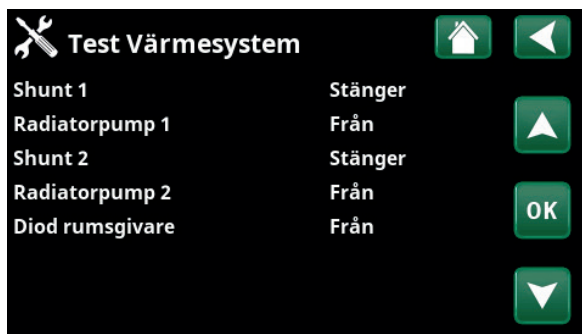 Test Värmesystem
Shunt 1 Stänger
Radiatorpump 1 Från
Shunt 2 Stänger
Radiatorpump 2 Från
Diod rumsgivare Från
OK